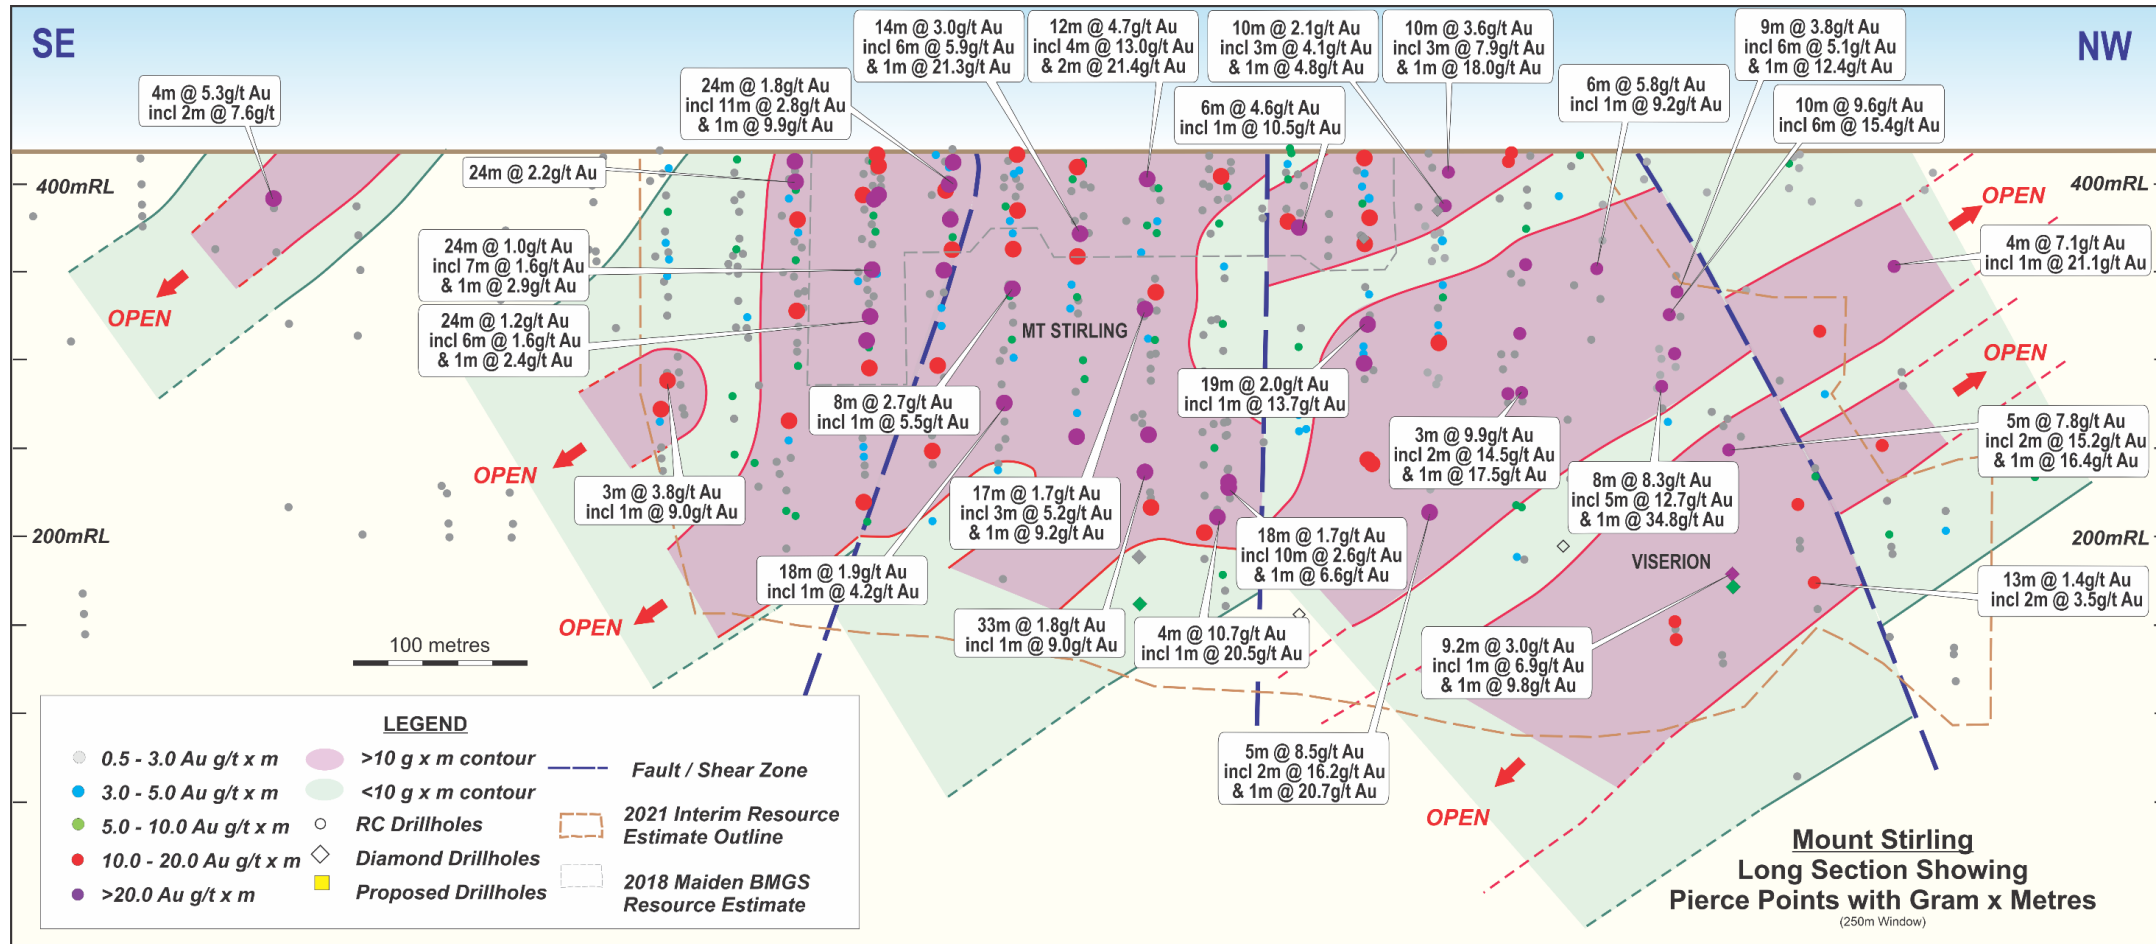 SE
NW
14m @ 3.0g/t Au
incl 6m @ 5.9g/t Au
& 1m @ 21.3g/t Au
12m @ 4.7g/t Au
incl 4m @ 13.0g/t Au
& 2m @ 21.4g/t Au
10m @ 2.1g/t Au
incl 3m @ 4.1g/t Au
& 1m @ 4.8g/t Au
10m @ 3.6g/t Au
incl 3m @ 7.9g/t Au
& 1m @ 18.0g/t Au
9m @ 3.8g/t Au
incl 6m @ 5.1g/t Au
& 1m @ 12.4g/t Au
4m @ 5.3g/t Au
incl 2m @ 7.6g/t
24m @ 1.8g/t Au
incl 11m @ 2.8g/t Au
& 1m @ 9.9g/t Au
6m @ 4.6g/t Au
incl 1m @ 10.5g/t Au
6m @ 5.8g/t Au
incl 1m @ 9.2g/t Au
10m @ 9.6g/t Au
incl 6m @ 15.4g/t Au
24m @ 2.2g/t Au
400mRL
400mRL
OPEN
24m @ 1.0g/t Au
incl 7m @ 1.6g/t Au
& 1m @ 2.9g/t Au
4m @ 7.1g/t Au
incl 1m @ 21.1g/t Au
OPEN
24m @ 1.2g/t Au
incl 6m @ 1.6g/t Au
& 1m @ 2.4g/t Au
MT STIRLING
OPEN
8m @ 2.7g/t Au
incl 1m @ 5.5g/t Au
19m @ 2.0g/t Au
incl 1m @ 13.7g/t Au
3m @ 9.9g/t Au
incl 2m @ 14.5g/t Au
& 1m @ 17.5g/t Au
5m @ 7.8g/t Au
incl 2m @ 15.2g/t Au
& 1m @ 16.4g/t Au
OPEN
3m @ 3.8g/t Au
incl 1m @ 9.0g/t Au
17m @ 1.7g/t Au
incl 3m @ 5.2g/t Au
& 1m @ 9.2g/t Au
8m @ 8.3g/t Au
incl 5m @ 12.7g/t Au
& 1m @ 34.8g/t Au
200mRL
200mRL
18m @ 1.7g/t Au
incl 10m @ 2.6g/t Au
& 1m @ 6.6g/t Au
VISERION
18m @ 1.9g/t Au
incl 1m @ 4.2g/t Au
13m @ 1.4g/t Au
incl 2m @ 3.5g/t Au
OPEN
33m @ 1.8g/t Au
incl 1m @ 9.0g/t Au
4m @ 10.7g/t Au
incl 1m @ 20.5g/t Au
9.2m @ 3.0g/t Au
incl 1m @ 6.9g/t Au
& 1m @ 9.8g/t Au
100 metres
5m @ 8.5g/t Au
incl 2m @ 16.2g/t Au
& 1m @ 20.7g/t Au
OPEN
LEGEND
0.5 - 3.0 Au g/t x m
3.0 - 5.0 Au g/t x m
5.0 - 10.0 Au g/t x m
10.0 - 20.0 Au g/t x m
>20.0 Au g/t x m
>10 g x m contour
<10 g x m contour
RC Drillholes
Diamond Drillholes
Proposed Drillholes
Fault / Shear Zone
2021 Interim Resource
Estimate Outline
2018 Maiden BMGS
Resource Estimate
Mount Stirling
Long Section Showing
Pierce Points with Gram x Metres
(250m Window)